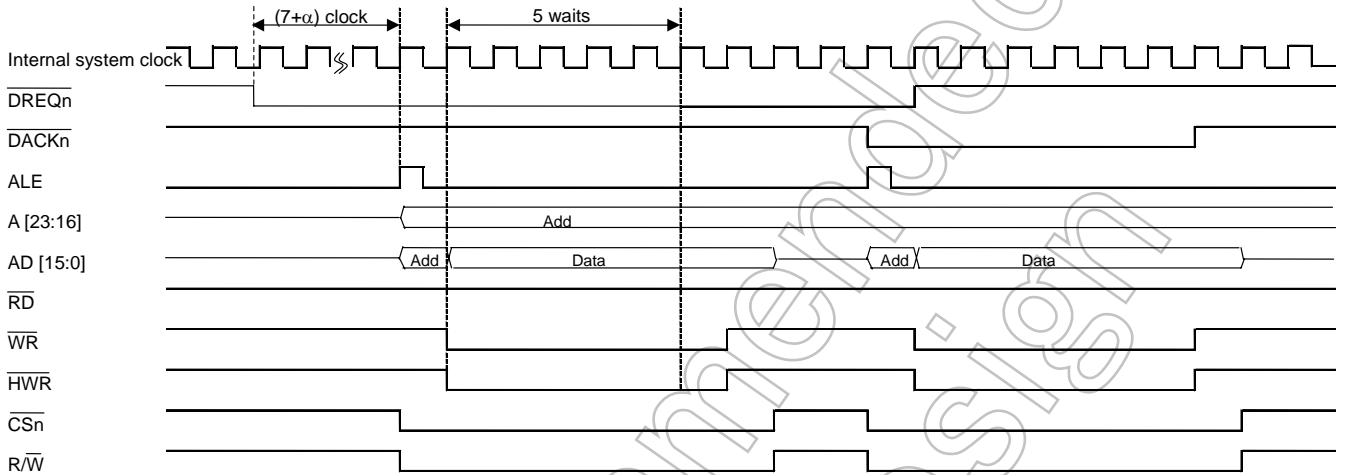 (7+α) clock
5 waits
Internal system clock
DREQn
DACKn
ALE
A [23:16]
Add
AD [15:0]
Add
Data
Add
Data
RD
WR
HWR
CSn
R/W